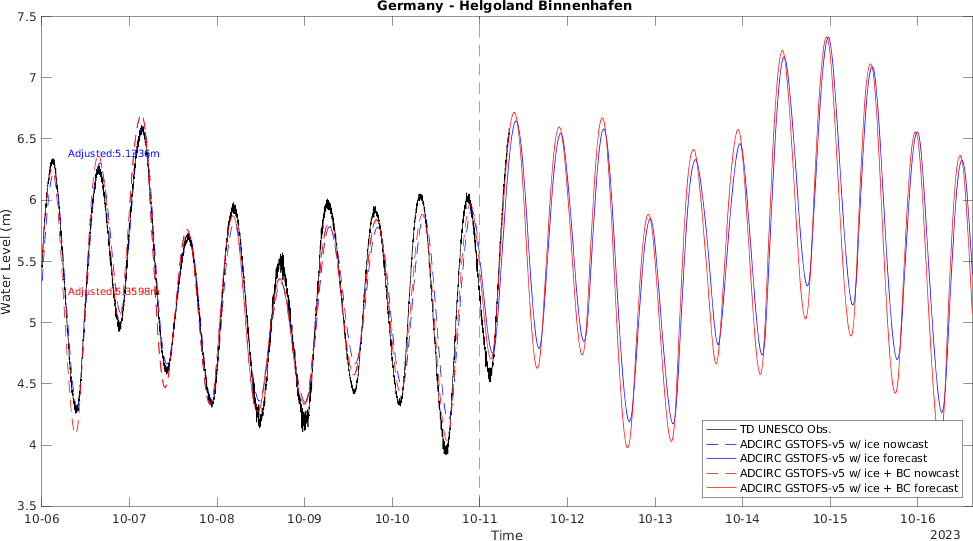 Germany - Helgoland Binnenhafen
7.5
7
6.5
6
5.5
5
4.5
4
3.5
Water Level (m)
Adjusted:5.1236m
Adjusted:5.3598m
TD UNESCO Obs.
ADCIRC GSTOFS-v5 w/ ice nowcast
ADCIRC GSTOFS-v5 w/ ice forecast
ADCIRC GSTOFS-v5 w/ ice + BC nowcast
ADCIRC GSTOFS-v5 w/ ice + BC forecast
10-06 10-07 10-08 10-09 10-10 10-11 10-12 10-13 10-14 10-15 10-16
Time
2023